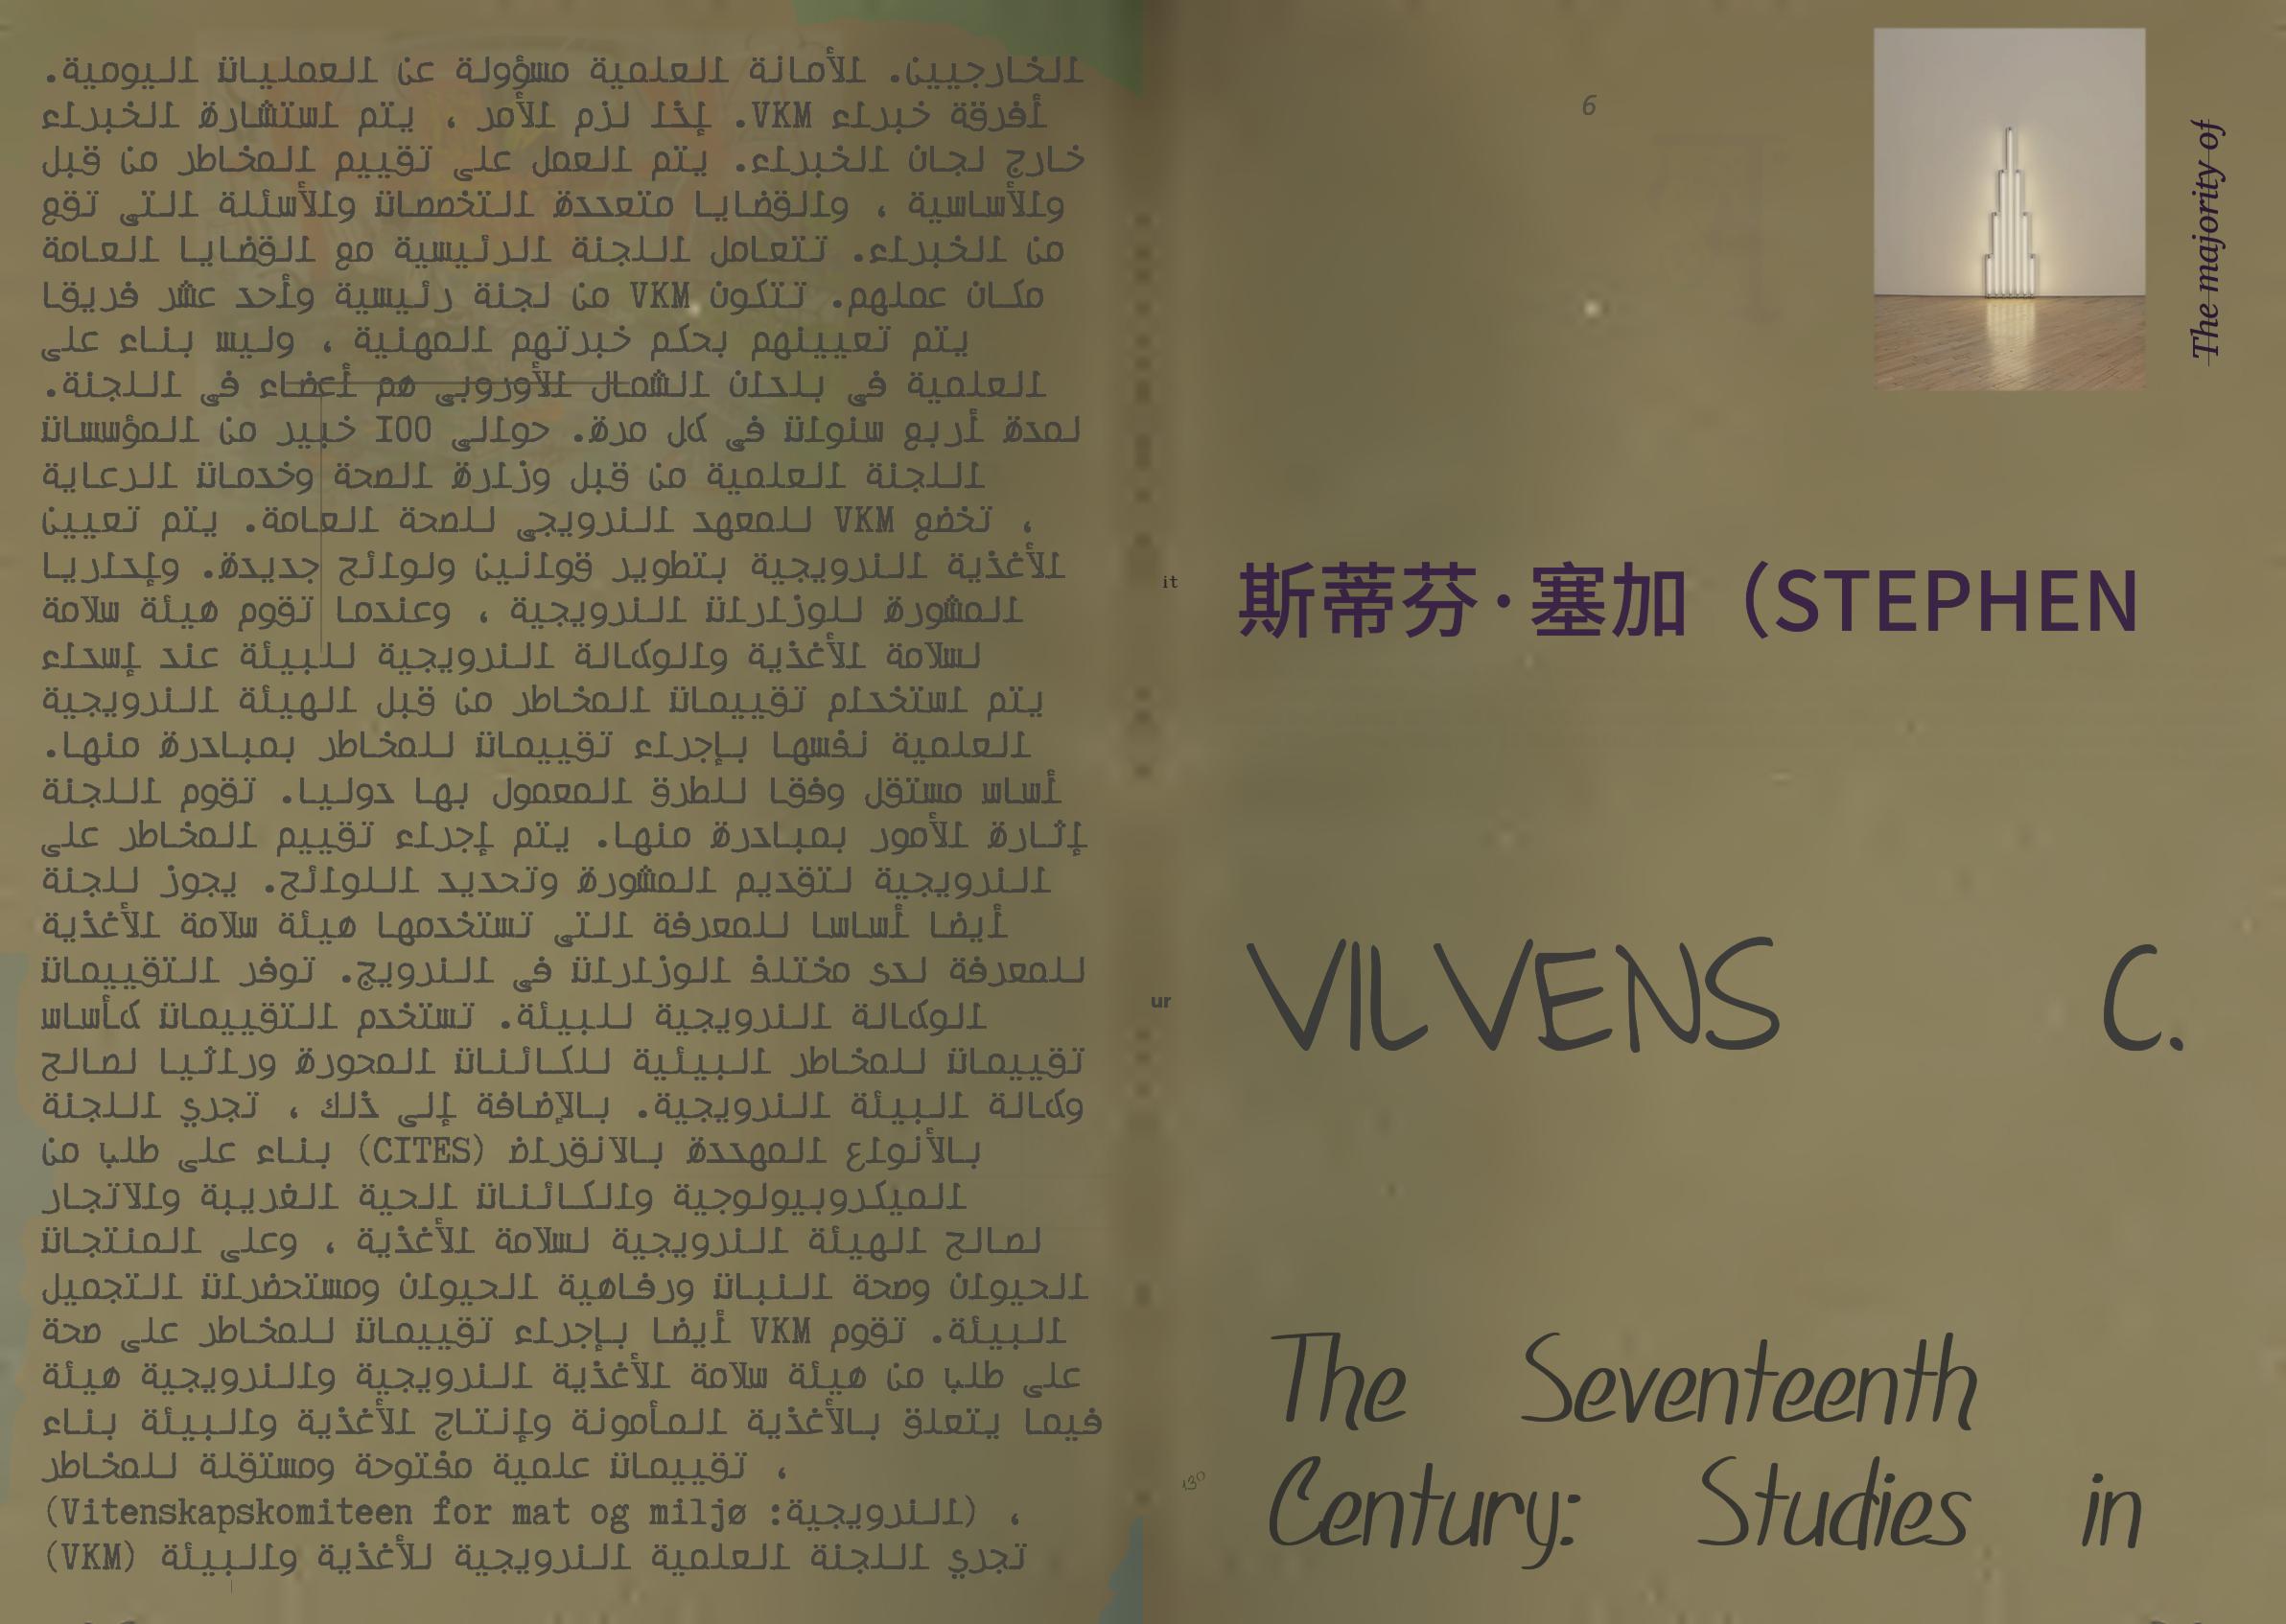 الخارجيين. الأمانة العلمية مسؤولة عن العمليات اليومية.
أفرقة خبراء VKM. إذا لزم الأمر ، يتم استشارة الخبراء
خارج لجان الخبراء. يتم العمل على تقييم المخاطر من قبل
والأساسية ، والقضايا متعددة التخصصات والأسئلة التي تقع
من الخبراء. تتعامل اللجنة الرئيسية مع القضايا العامة
مكان عملهم. تتكون VKM من لجنة رئيسية وأحد عشر فريقا
يتم تعيينهم بحكم خبرتهم المهنية ، وليس بناء على
العلمية في بلدان الشمال الأوروبي هم أعضاء في اللجنة.
لمدة أربع سنوات في كل مرة. حوالي 100 خبير من المؤسسات
اللجنة العلمية من قبل وزارة الصحة وخدمات الرعاية
، تخضع VKM للمعهد النرويجي للصحة العامة. يتم تعيين
الأغذية النرويجية بتطوير قوانين ولوائح جديدة. وإداريا
المشورة للوزارات النرويجية ، وعندما تقوم هيئة سلامة
لسلامة الأغذية والوكالة النرويجية للبيئة عند إسداء
يتم استخدام تقييمات المخاطر من قبل الهيئة النرويجية
العلمية نفسها بإجراء تقييمات للمخاطر بمبادرة منها.
أساس مستقل وفقا للطرق المعمول بها دوليا. تقوم اللجنة
إثارة الأمور بمبادرة منها. يتم إجراء تقييم المخاطر على
النرويجية لتقديم المشورة وتحديد اللوائح. يجوز للجنة
أيضا أساسا للمعرفة التي تستخدمها هيئة سلامة الأغذية
للمعرفة لدى مختلف الوزارات في النرويج. توفر التقييمات
الوكالة النرويجية للبيئة. تستخدم التقييمات كأساس
تقييمات للمخاطر البيئية للكائنات المحورة وراثيا لصالح
وكالة البيئة النرويجية. بالإضافة إلى ذلك ، تجري اللجنة
بالأنواع المهددة بالانقراض (CITES) بناء على طلب من
الميكروبيولوجية والكائنات الحية الغريبة والاتجار
لصالح الهيئة النرويجية لسلامة الأغذية ، وعلى المنتجات
الحيوان وصحة النبات ورفاهية الحيوان ومستحضرات التجميل
البيئة. تقوم VKM أيضا بإجراء تقييمات للمخاطر على صحة
على طلب من هيئة سلامة الأغذية النرويجية والنرويجية هيئة
فيما يتعلق بالأغذية المأمونة وإنتاج الأغذية والبيئة بناء
، تقييمات علمية مفتوحة ومستقلة للمخاطر
، (النرويجية: Vitenskapskomiteen for mat og miljø)
تجري اللجنة العلمية النرويجية للأغذية والبيئة (VKM)
6
The majority of
it
斯蒂芬·塞加（STEPHEN
ur
VILVENS C.
130
The Seventeenth
Century: Studies in